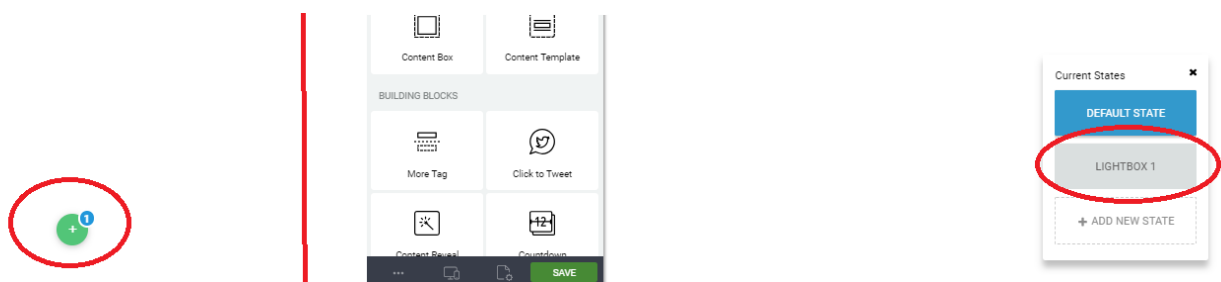 Content Box
Content Template
BUILDING BLOCKS
More Tag
Click to Tweet
Content Reveal
12
Countdown
SAVE
+
1
Current States ×
DEFAULT STATE
LIGHTBOX 1
+ ADD NEW STATE